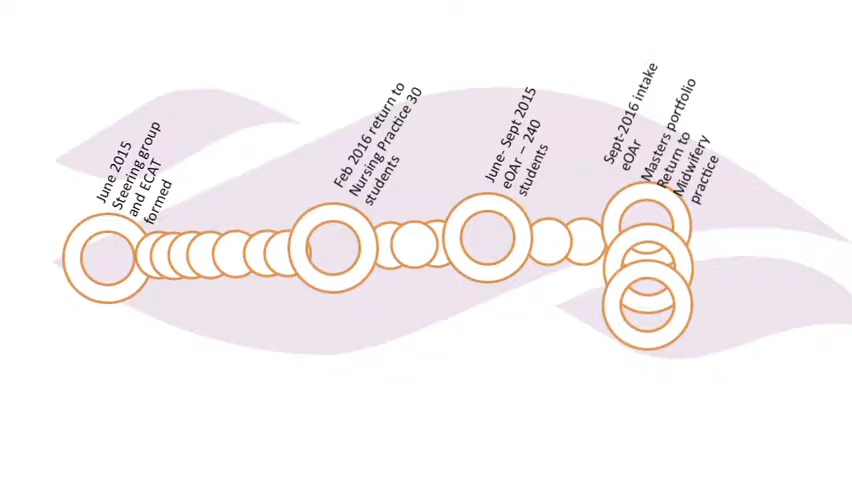 June 2015
Steering group
and ECAT
formed
Feb 2016 return to
Nursing Practice 30
students
June- Sept 2015
eOAr – 240
students
Sept-2016 intake
eOAr
Masters portfolio
Return to
Midwifery
practice